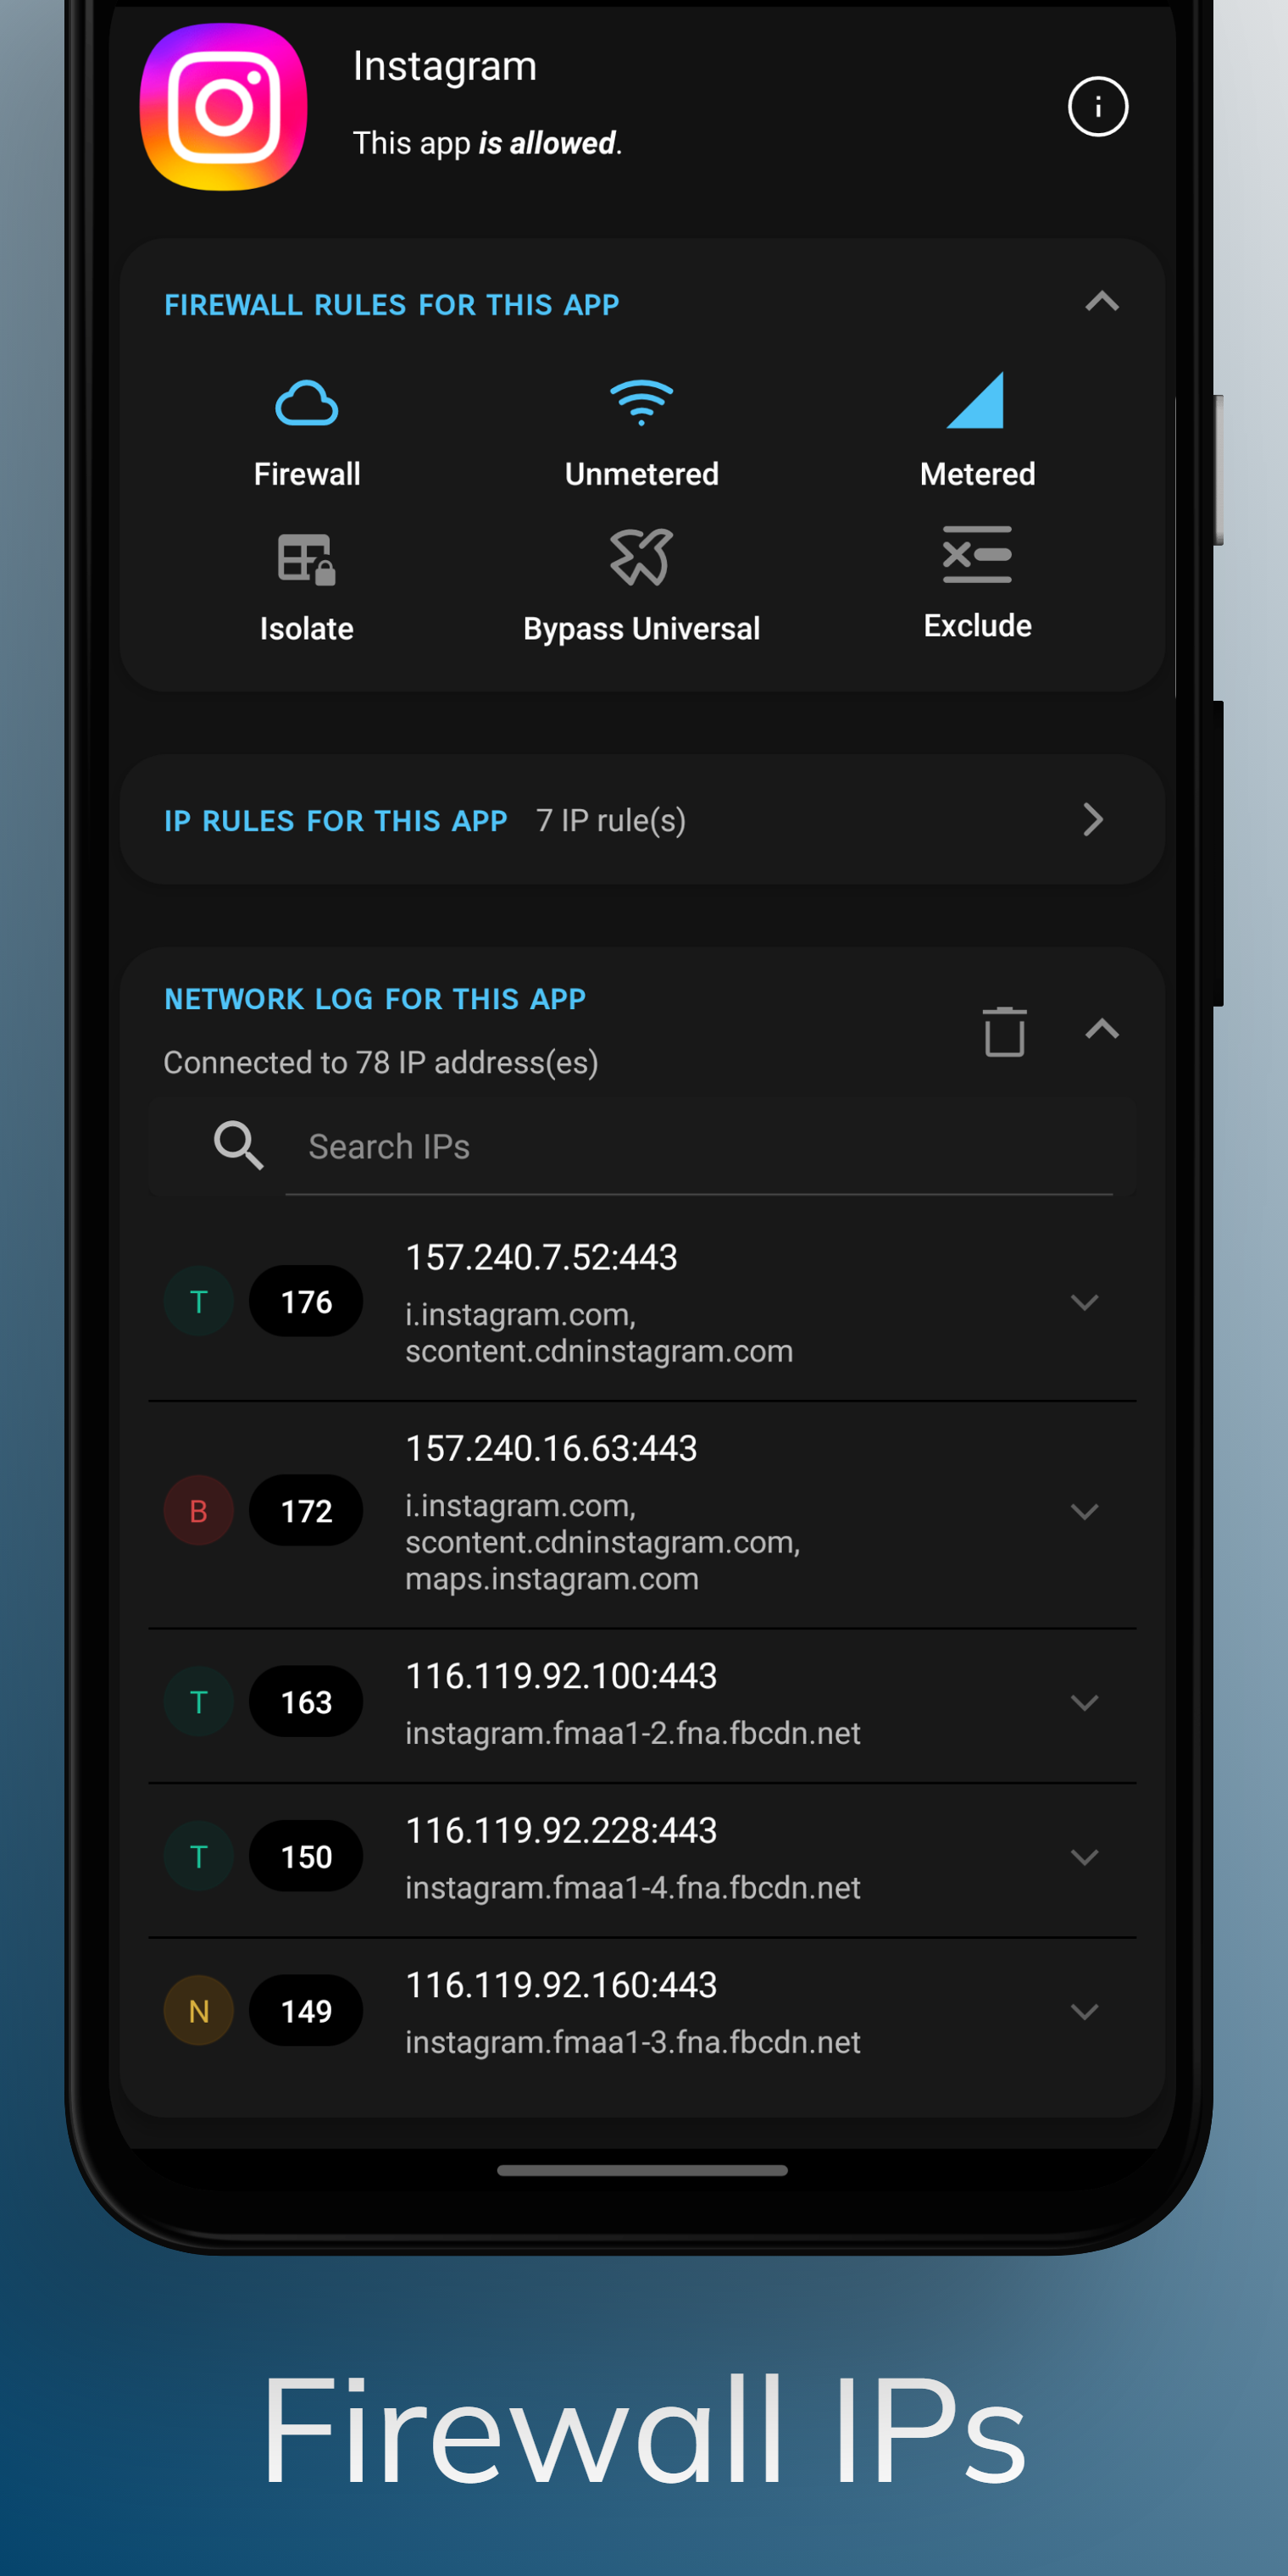 Instagram
This app is allowed.
FIREWALL RULES FOR THIS APP
Firewall
Unmetered
Metered
Isolate
Bypass Universal
Exclude
IP RULES FOR THIS APP 7 IP rule(s)
NETWORK LOG FOR THIS APP
Connected to 78 IP address(es)
Search IPs
T 176
157.240.7.52:443
i.instagram.com,
scontent.cdninstagram.com
B 172
157.240.16.63:443
i.instagram.com,
scontent.cdninstagram.com,
maps.instagram.com
T 163
116.119.92.100:443
instagram.fmaa1-2.fna.fbcdn.net
T 150
116.119.92.228:443
instagram.fmaa1-4.fna.fbcdn.net
N 149
116.119.92.160:443
instagram.fmaa1-3.fna.fbcdn.net
Firewall IPs